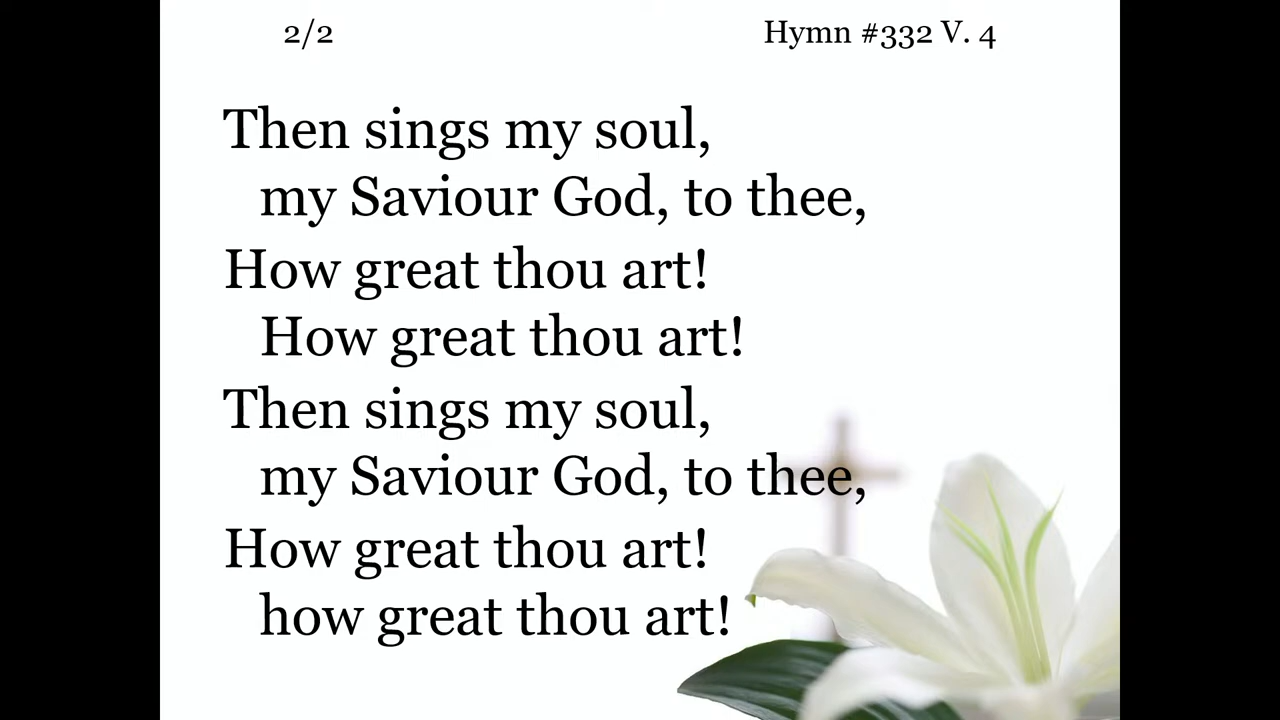 2/2 Hymn #332 V. 4
Then sings my soul,
my Saviour God, to thee,
How great thou art!
How great thou art!
Then sings my soul,
my Saviour God, to thee,
How great thou art!
how great thou art!